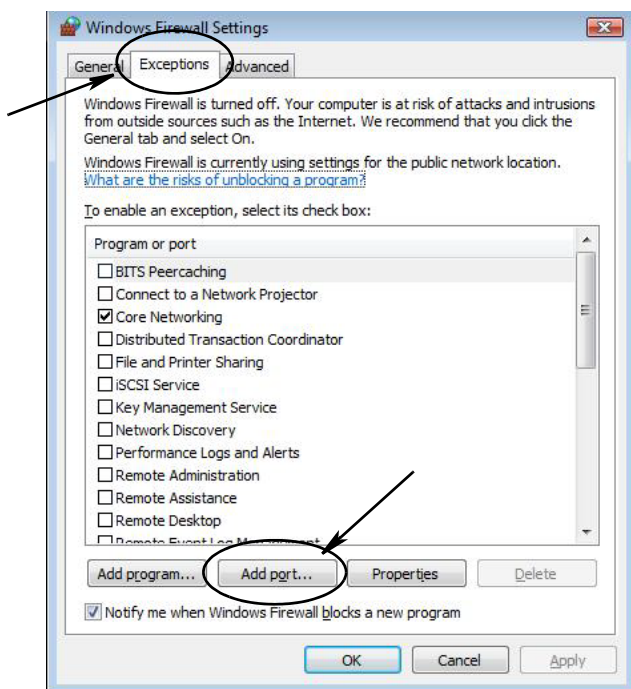 Windows Firewall Settings
General Exceptions Advanced
Windows Firewall is turned off. Your computer is at risk of attacks and intrusions
from outside sources such as the Internet. We recommend that you click the
General tab and select On.
Windows Firewall is currently using settings for the public network location.
What are the risks of unblocking a program?
To enable an exception, select its check box:
Program or port
BITS Peercaching
Connect to a Network Projector
Core Networking
Distributed Transaction Coordinator
File and Printer Sharing
iSCSI Service
Key Management Service
Network Discovery
Performance Logs and Alerts
Remote Administration
Remote Assistance
Remote Desktop
Remote Event Log Management
Add program... Add port... Properties Delete
Notify me when Windows Firewall blocks a new program
OK Cancel Apply